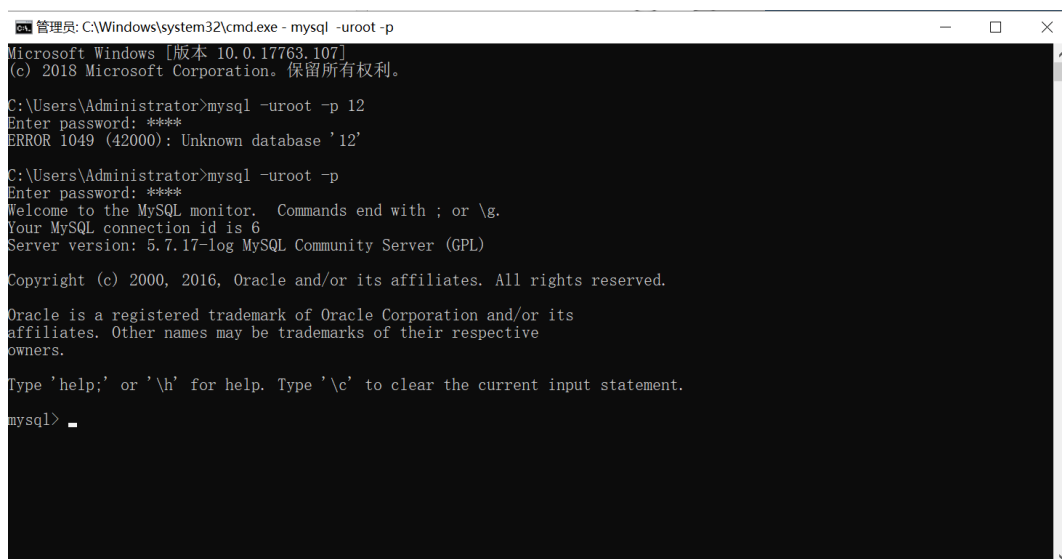 管理员: C:\Windows\system32\cmd.exe - mysql  -uroot -p
Microsoft Windows [版本 10.0.17763.107]
(c) 2018 Microsoft Corporation。保留所有权利。
C:\Users\Administrator>mysql -uroot -p 12
Enter password: ****
ERROR 1049 (42000): Unknown database '12'
C:\Users\Administrator>mysql -uroot -p
Enter password: ****
Welcome to the MySQL monitor.  Commands end with ; or \g.
Your MySQL connection id is 6
Server version: 5.7.17-log MySQL Community Server (GPL)
Copyright (c) 2000, 2016, Oracle and/or its affiliates. All rights reserved.
Oracle is a registered trademark of Oracle Corporation and/or its
affiliates. Other names may be trademarks of their respective
owners.
Type 'help;' or '\h' for help. Type '\c' to clear the current input statement.
mysql>